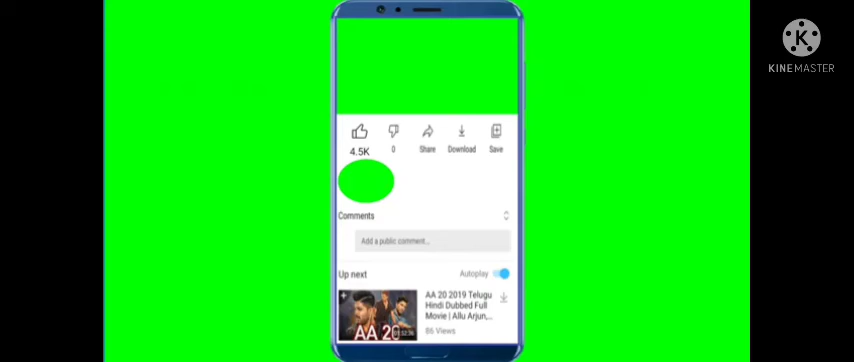 K
KINEMASTER
4.5K
0
Share
Download
Save
Comments
Add a public comment...
Up next
Autoplay
AA 20 2019 Telugu
Hindi Dubbed Full
Movie | Allu Arjun,...
86 Views
AA 20